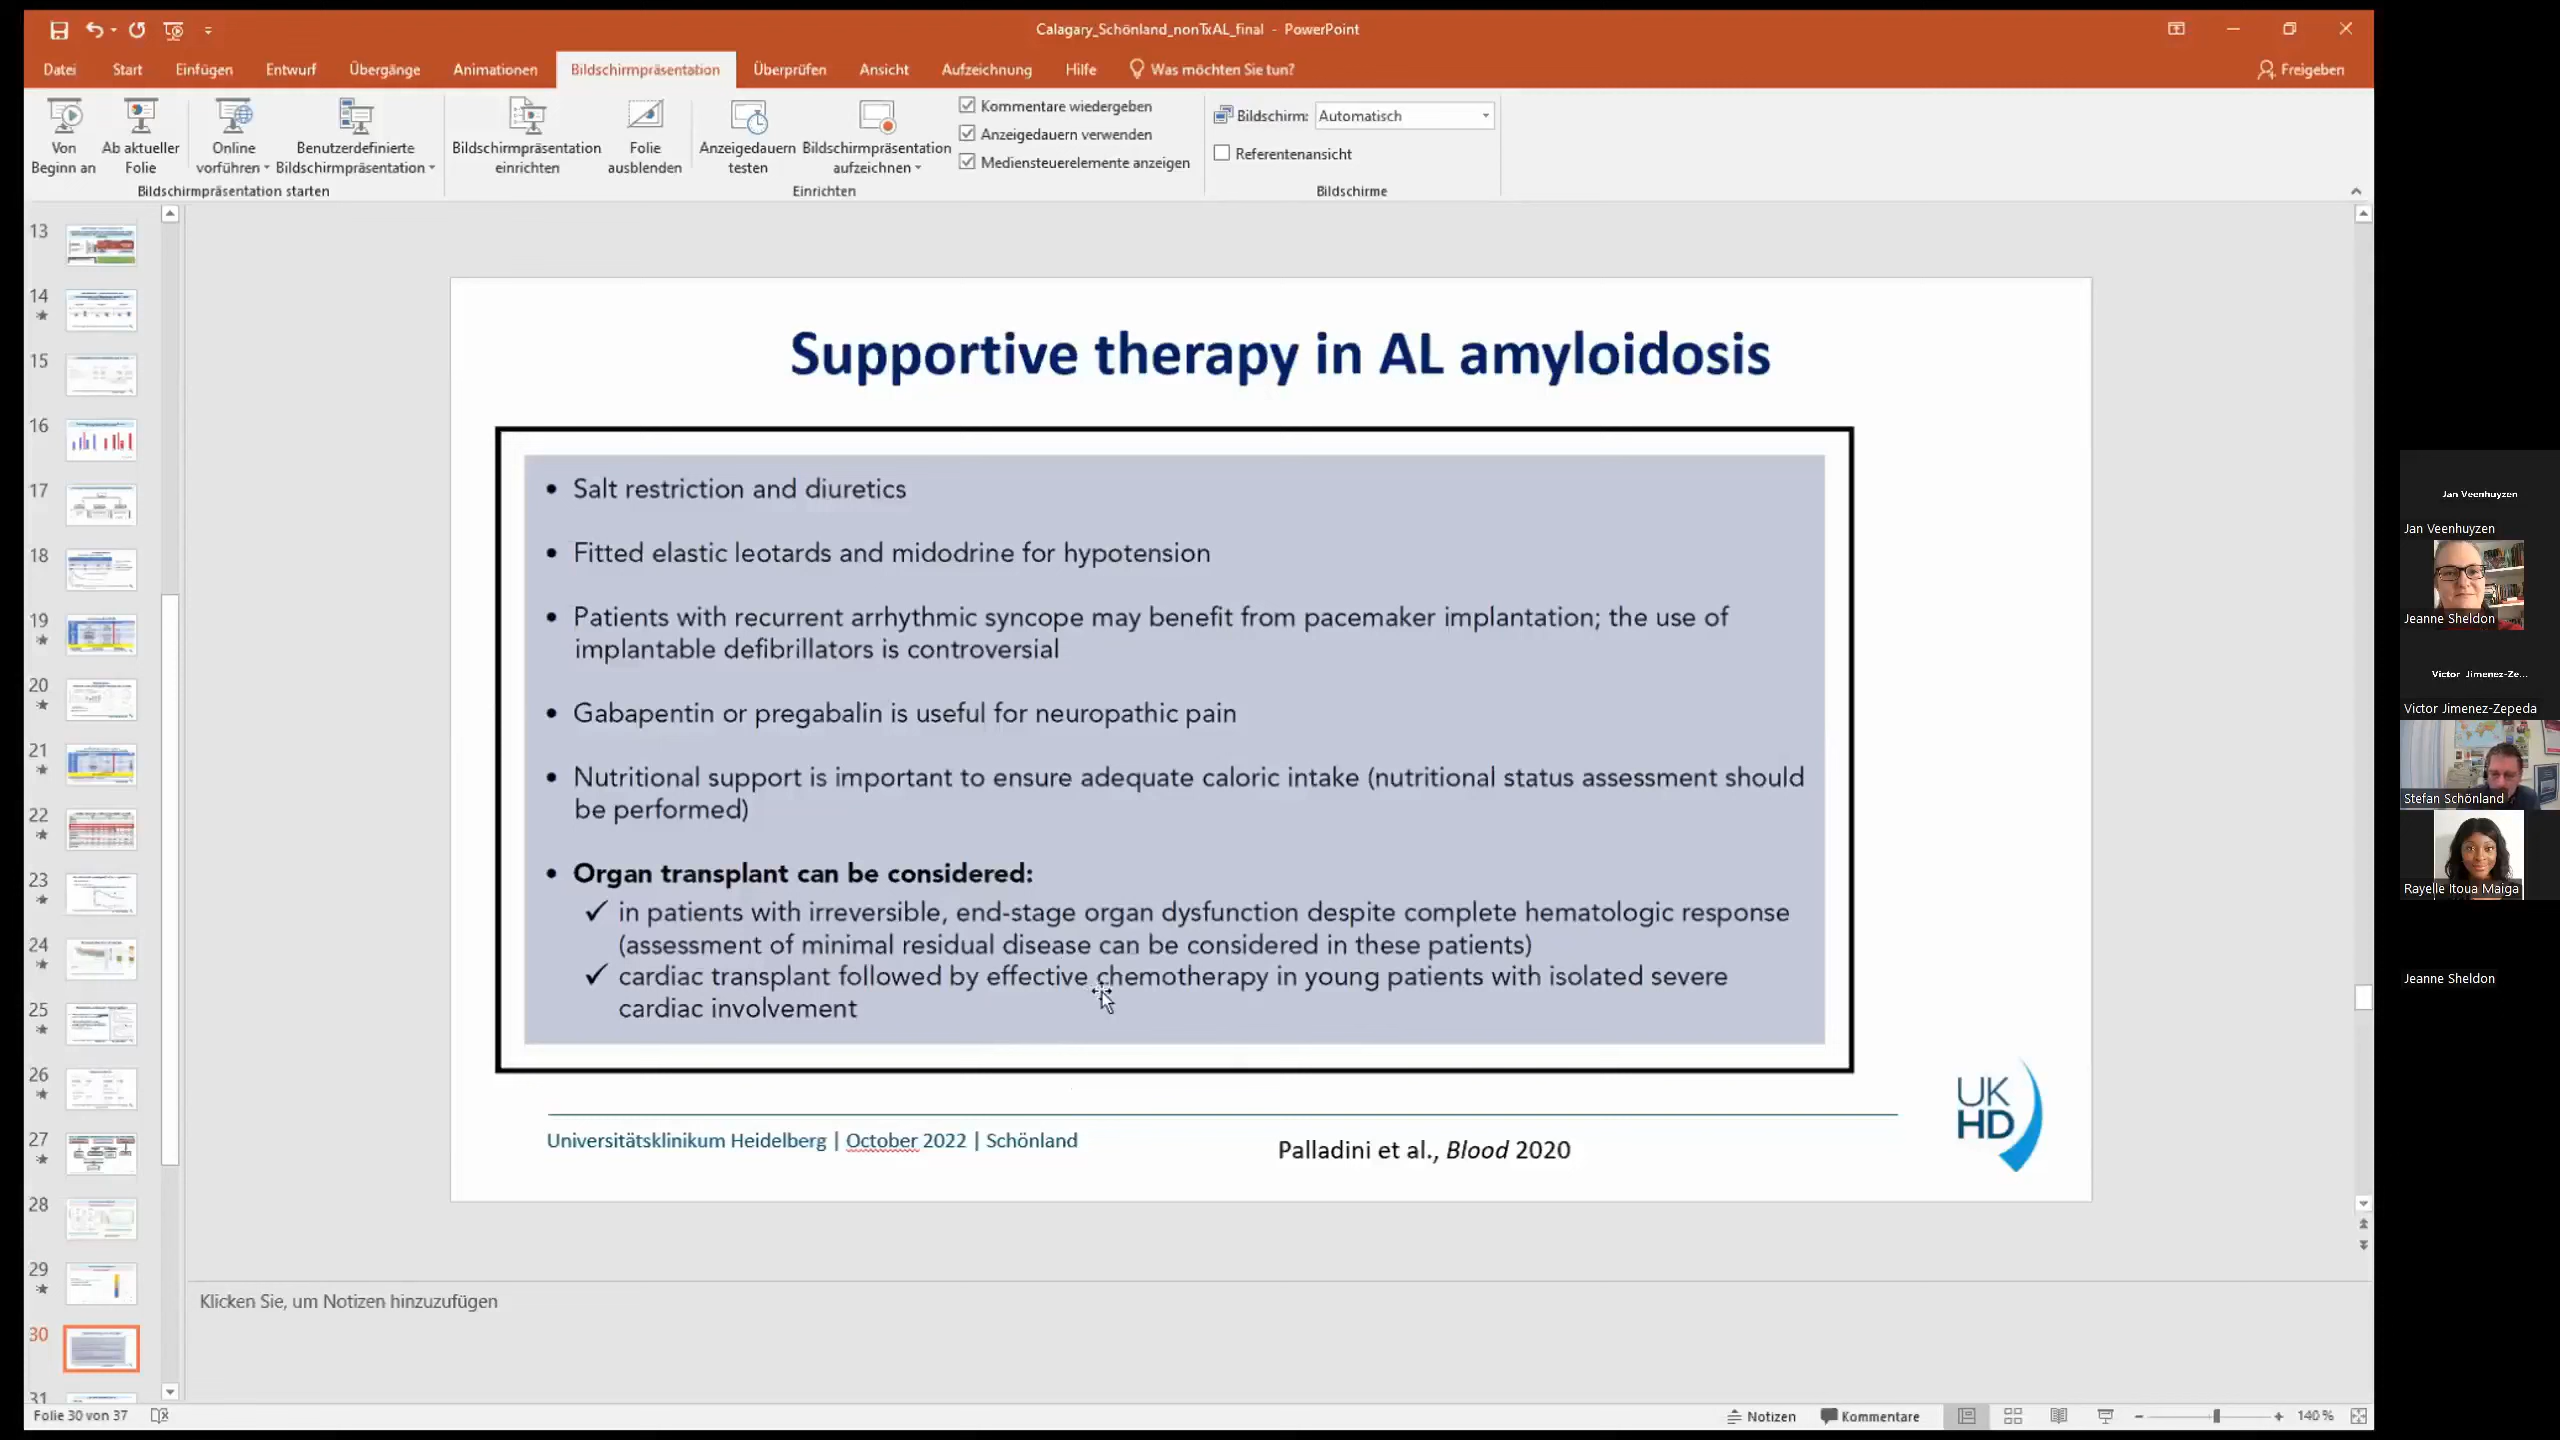 Calagary_Schönland_nonTxAL_final - PowerPoint
Datei Start Einfügen Entwurf Übergänge Animationen Bildschirmpräsentation Überprüfen Ansicht Aufzeichnung Hilfe Was möchten Sie tun? Freigeben
Von Beginn an
Ab aktueller Folie
Online vorführen
Benutzerdefinierte Bildschirmpräsentation
Bildschirmpräsentation starten
Bildschirmpräsentation einrichten
Folie ausblenden
Anzeigedauern testen
Bildschirmpräsentation aufzeichnen
Kommentare wiedergeben
Anzeigedauern verwenden
Mediensteuerelemente anzeigen
Einrichten
Bildschirm: Automatisch
Referentenansicht
Bildschirme
13
14
15
16
17
18
19
20
21
22
23
24
25
26
27
28
29
30
31
Supportive therapy in AL amyloidosis
• Salt restriction and diuretics
• Fitted elastic leotards and midodrine for hypotension
• Patients with recurrent arrhythmic syncope may benefit from pacemaker implantation; the use of
implantable defibrillators is controversial
• Gabapentin or pregabalin is useful for neuropathic pain
• Nutritional support is important to ensure adequate caloric intake (nutritional status assessment should
be performed)
• Organ transplant can be considered:
✓ in patients with irreversible, end-stage organ dysfunction despite complete hematologic response
(assessment of minimal residual disease can be considered in these patients)
✓ cardiac transplant followed by effective chemotherapy in young patients with isolated severe
cardiac involvement
Universitätsklinikum Heidelberg | October 2022 | Schönland
Palladini et al., Blood 2020
UK
HD
Klicken Sie, um Notizen hinzuzufügen
Folie 30 von 37
Notizen Kommentare 140 %
Jan Veenhuyzen
Jan Veenhuyzen
Jeanne Sheldon
Victor Jimenez-Ze...
Victor Jimenez-Zepeda
Stefan Schönland
Rayelle Itoua Maiga
Jeanne Sheldon